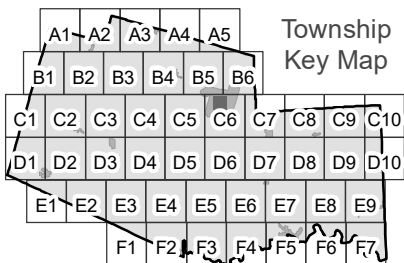 Township
Key Map
A1 A2 A3 A4 A5
B1 B2 B3 B4 B5 B6
C1 C2 C3 C4 C5 C6 C7 C8 C9 C10
D1 D2 D3 D4 D5 D6 D7 D8 D9 D10
E1 E2 E3 E4 E5 E6 E7 E8 E9
F1 F2 F3 F4 F5 F6 F7